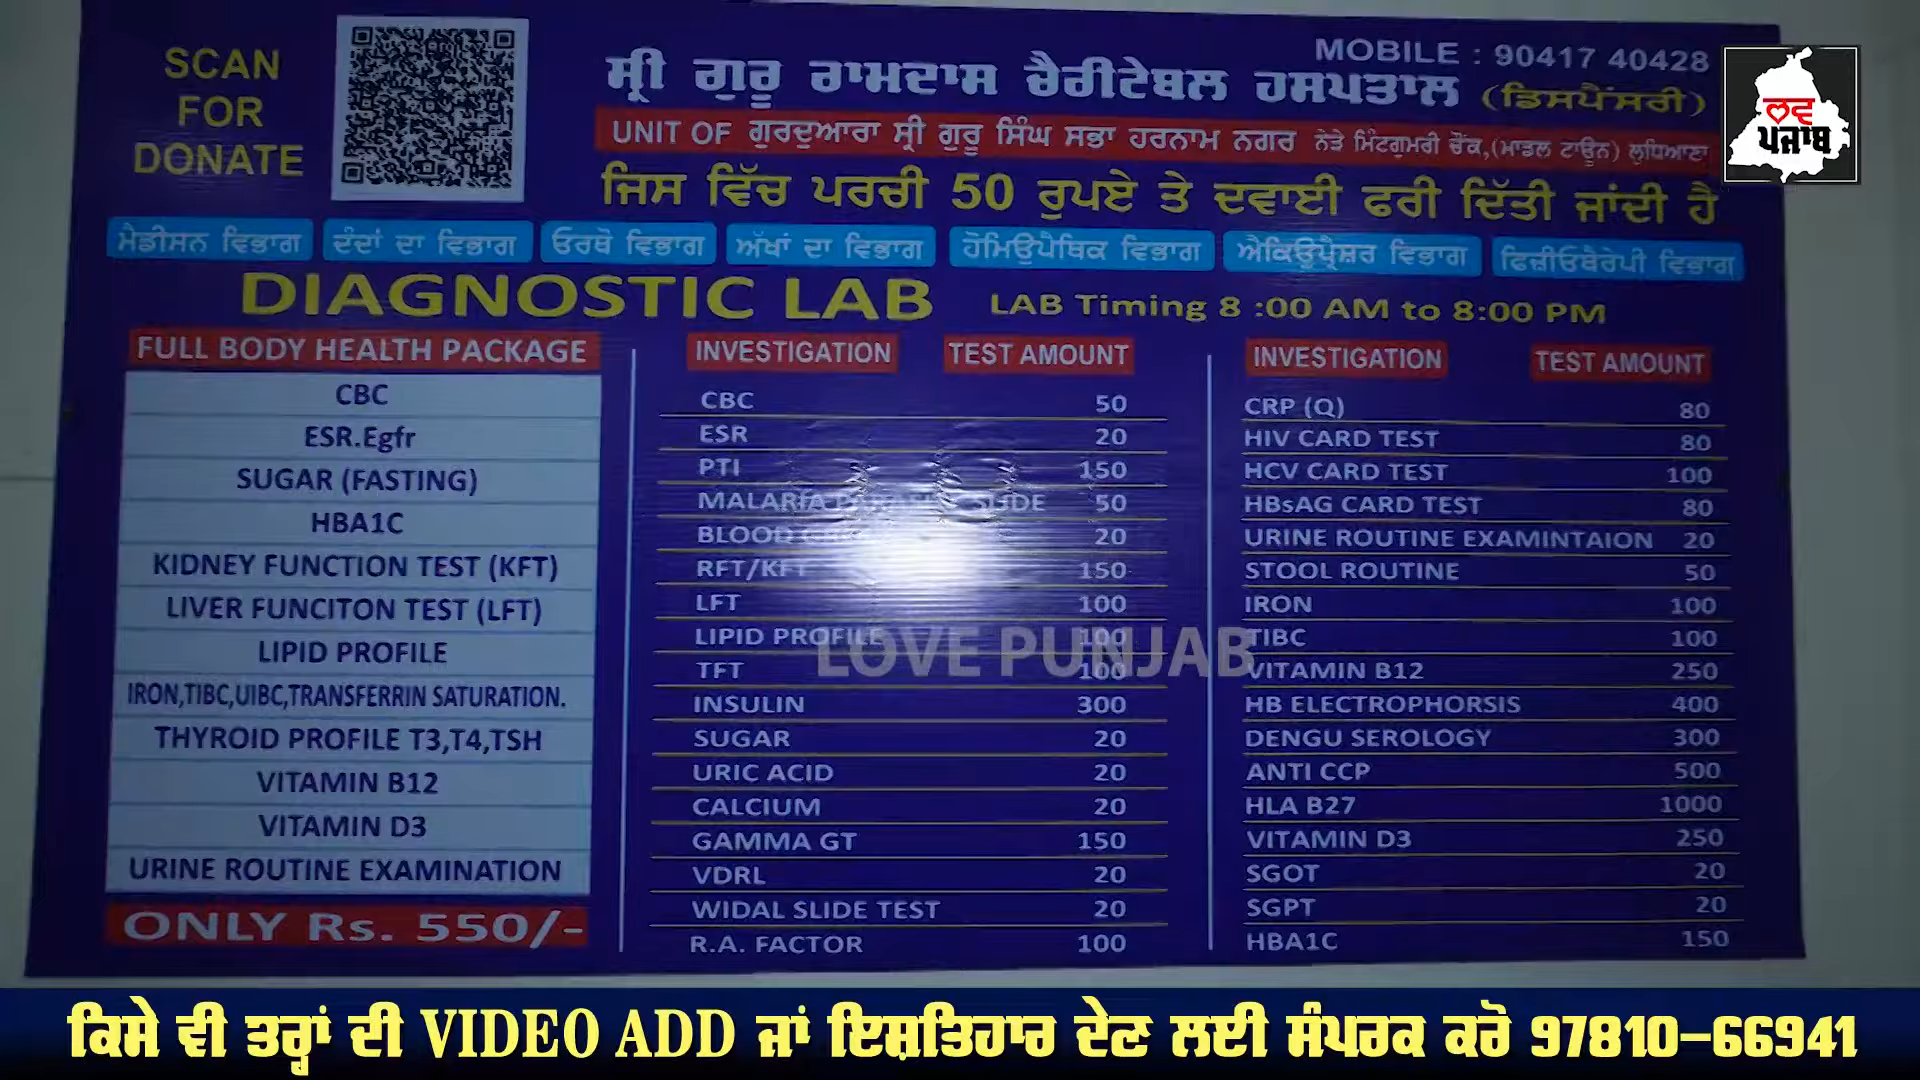 SCAN
FOR
DONATE
MOBILE : 90417 40428
ਸ੍ਰੀ ਗੁਰੂ ਰਾਮਦਾਸ ਚੈਰੀਟੇਬਲ ਹਸਪਤਾਲ (ਡਿਸਪੈਂਸਰੀ)
UNIT OF ਗੁਰਦੁਆਰਾ ਸ੍ਰੀ ਗੁਰੂ ਸਿੰਘ ਸਭਾ ਹਰਨਾਮ ਨਗਰ ਨੇੜੇ ਮਿੰਟਗੁਮਰੀ ਚੌਂਕ,(ਮਾਡਲ ਟਾਊਨ) ਲੁਧਿਆਣਾ
ਜਿਸ ਵਿੱਚ ਪਰਚੀ 50 ਰੁਪਏ ਤੇ ਦਵਾਈ ਫਰੀ ਦਿੱਤੀ ਜਾਂਦੀ ਹੈ
ਲਵ
ਪੰਜਾਬ
ਮੈਡੀਸਨ ਵਿਭਾਗ ਦੰਦਾਂ ਦਾ ਵਿਭਾਗ ਓਰਥੋ ਵਿਭਾਗ ਅੱਖਾਂ ਦਾ ਵਿਭਾਗ ਹੋਮਿਓਪੈਥਿਕ ਵਿਭਾਗ ਐਕਿਊਪ੍ਰੈਸ਼ਰ ਵਿਭਾਗ ਫਿਜ਼ੀਓਥੈਰੇਪੀ ਵਿਭਾਗ
DIAGNOSTIC LAB LAB Timing 8 :00 AM to 8:00 PM
FULL BODY HEALTH PACKAGE
CBC
ESR.Egfr
SUGAR (FASTING)
HBA1C
KIDNEY FUNCTION TEST (KFT)
LIVER FUNCITON TEST (LFT)
LIPID PROFILE
IRON,TIBC,UIBC,TRANSFERRIN SATURATION.
THYROID PROFILE T3,T4,TSH
VITAMIN B12
VITAMIN D3
URINE ROUTINE EXAMINATION
ONLY Rs. 550/-
INVESTIGATION TEST AMOUNT
CBC 50
ESR 20
PTI 150
MALARIA SLIDE 50
BLOOD 20
RFT/KFT 150
LFT 100
LIPID PROFILE 100
TFT 100
INSULIN 300
SUGAR 20
URIC ACID 20
CALCIUM 20
GAMMA GT 150
VDRL 20
WIDAL SLIDE TEST 20
R.A. FACTOR 100
INVESTIGATION TEST AMOUNT
CRP (Q) 80
HIV CARD TEST 80
HCV CARD TEST 100
HBsAG CARD TEST 80
URINE ROUTINE EXAMINTAION 20
STOOL ROUTINE 50
IRON 100
TIBC 100
VITAMIN B12 250
HB ELECTROPHORSIS 400
DENGU SEROLOGY 300
ANTI CCP 500
HLA B27 1000
VITAMIN D3 250
SGOT 20
SGPT 20
HBA1C 150
LOVE PUNJAB
ਕਿਸੇ ਵੀ ਤਰ੍ਹਾਂ ਦੀ VIDEO ADD ਜਾਂ ਇਸ਼ਤਿਹਾਰ ਦੇਣ ਲਈ ਸੰਪਰਕ ਕਰੋ 97810-66941